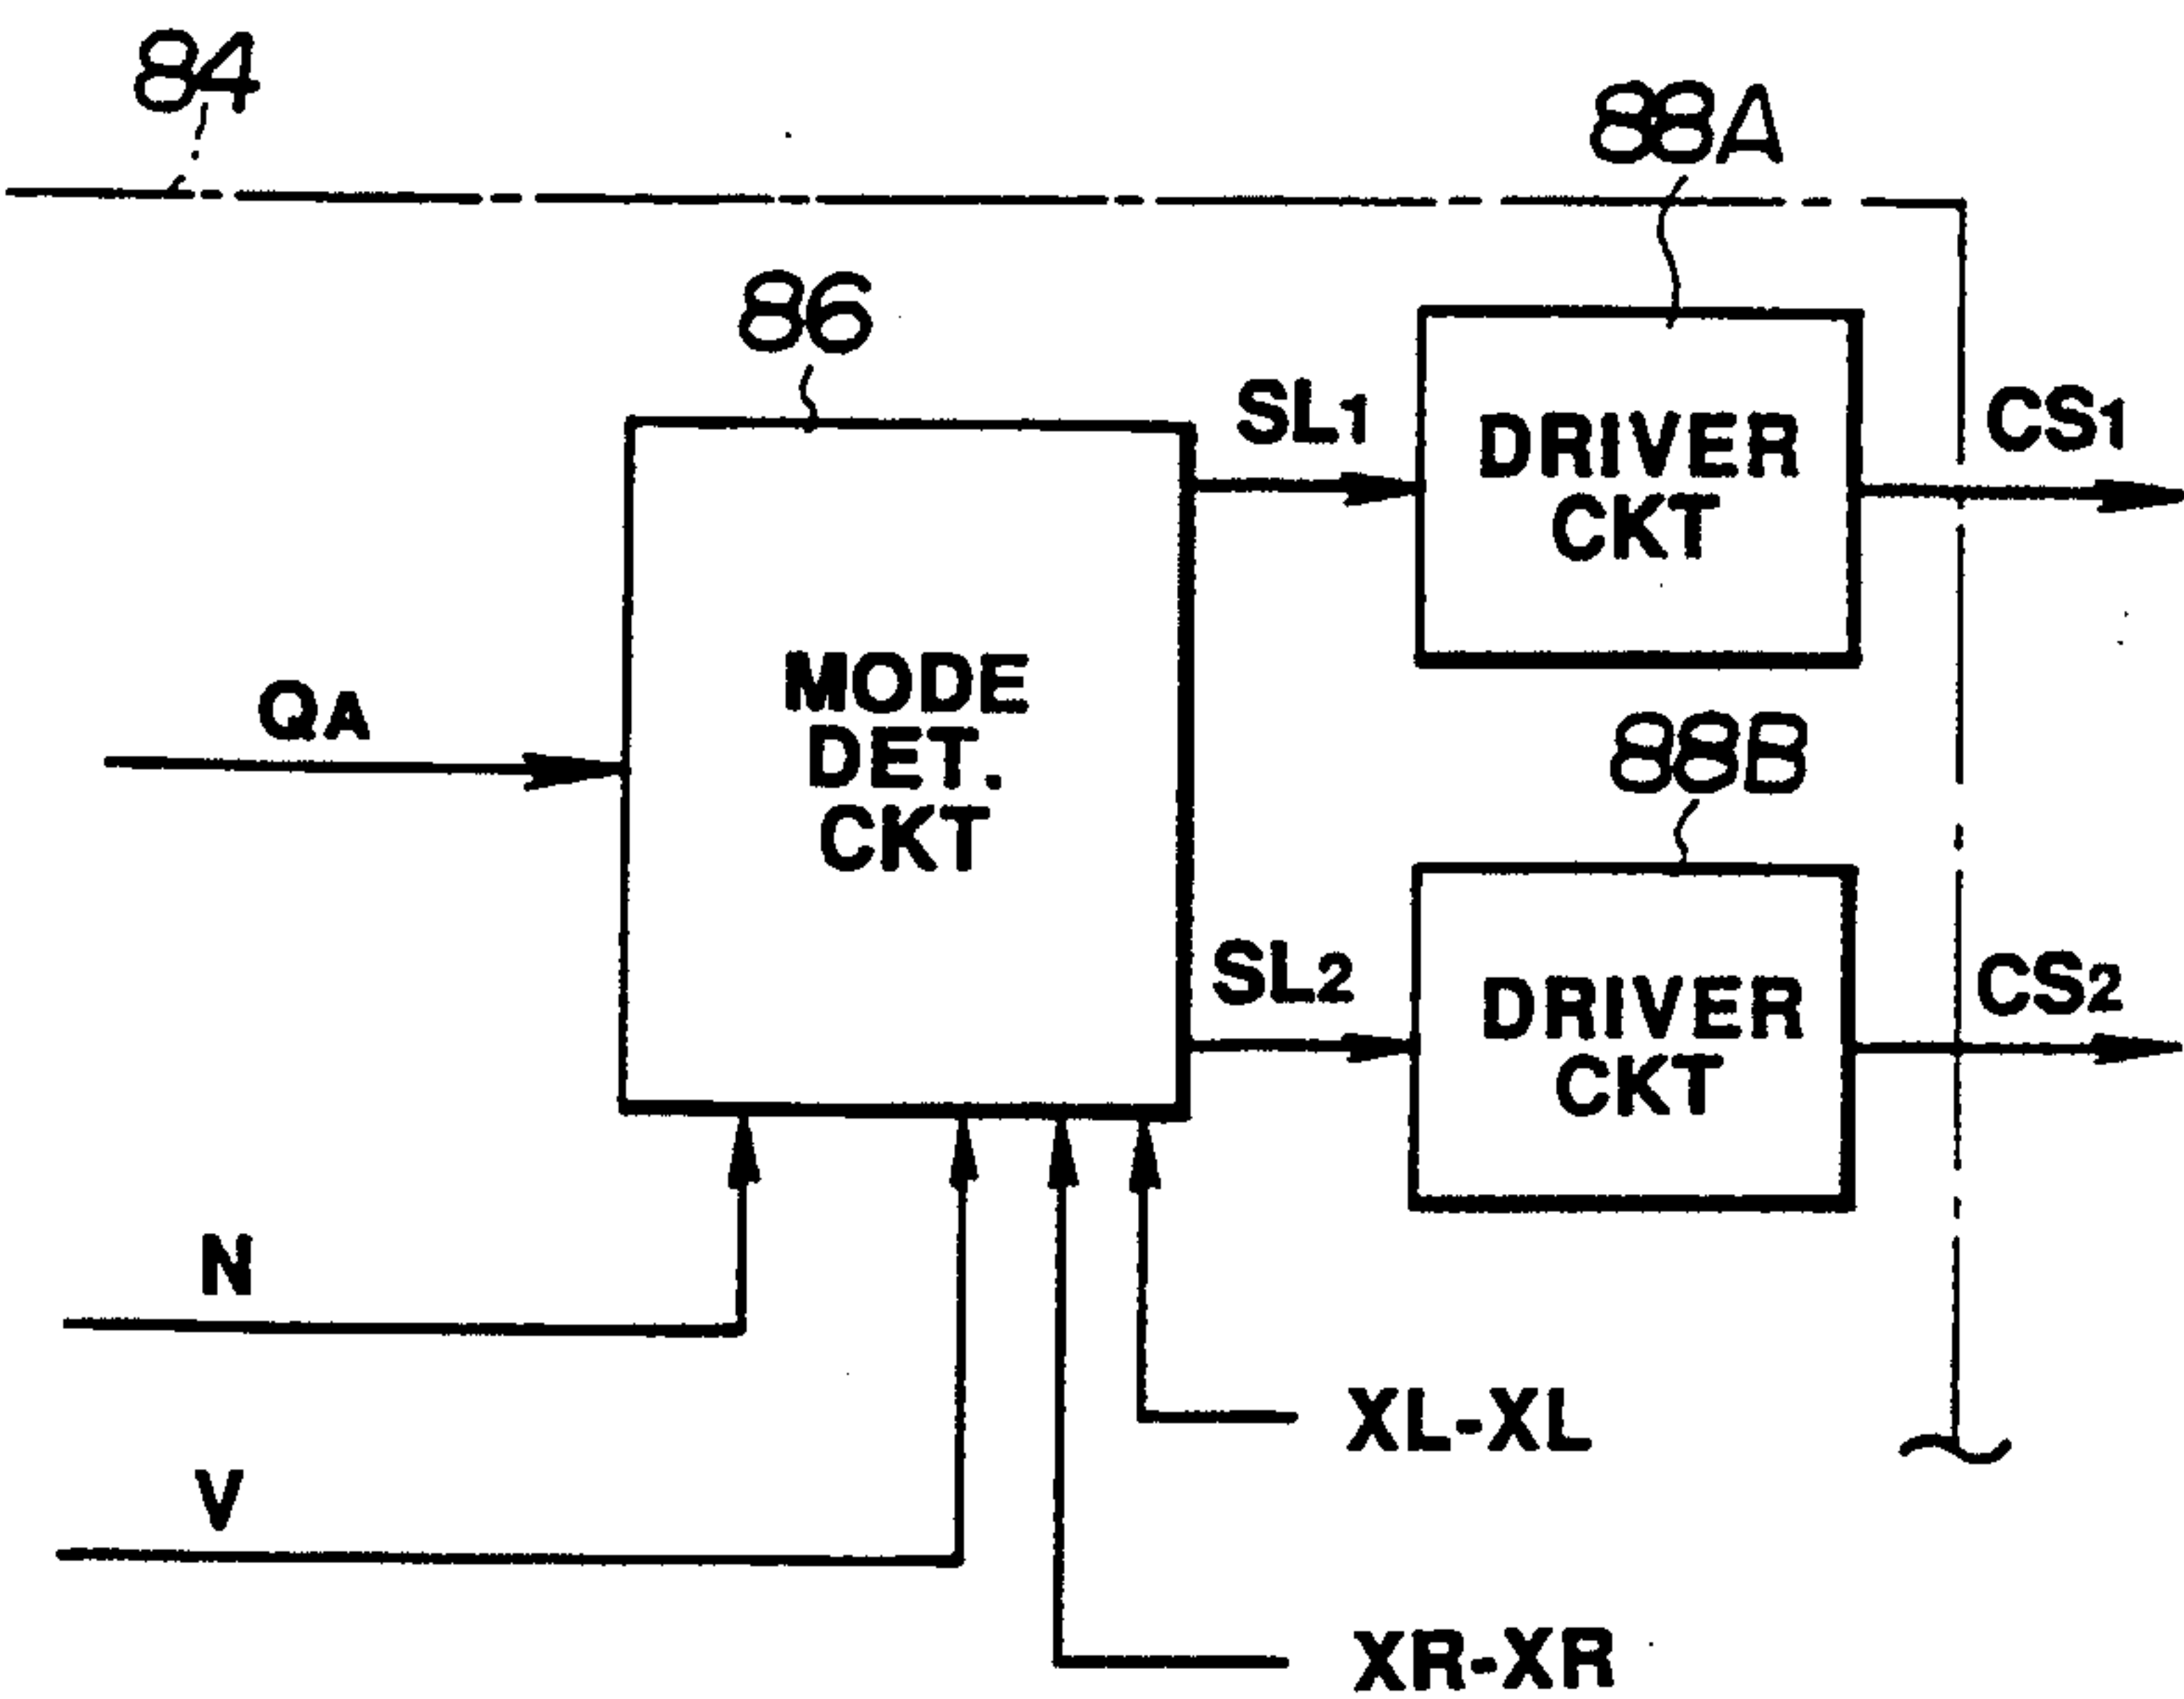 84
88A
86
SL1
DRIVER
CKT
CS1
QA
MODE
DET.
CKT
88B
SL2
DRIVER
CKT
CS2
N
XL-XL
V
XR-XR